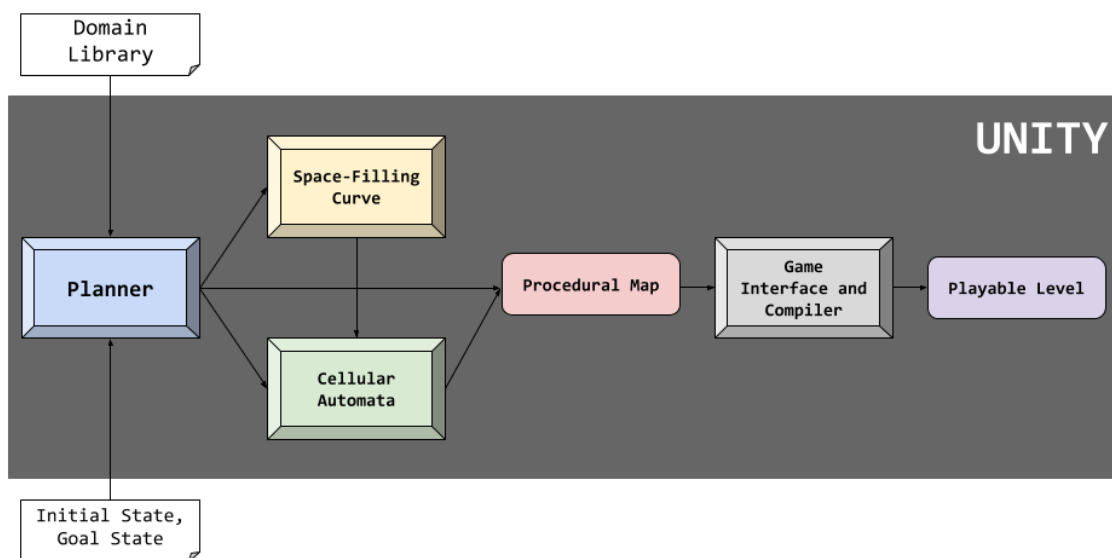 Domain
Library
UNITY
Space-Filling
Curve
Planner
Procedural Map
Game
Interface and
Compiler
Playable Level
Cellular
Automata
Initial State,
Goal State